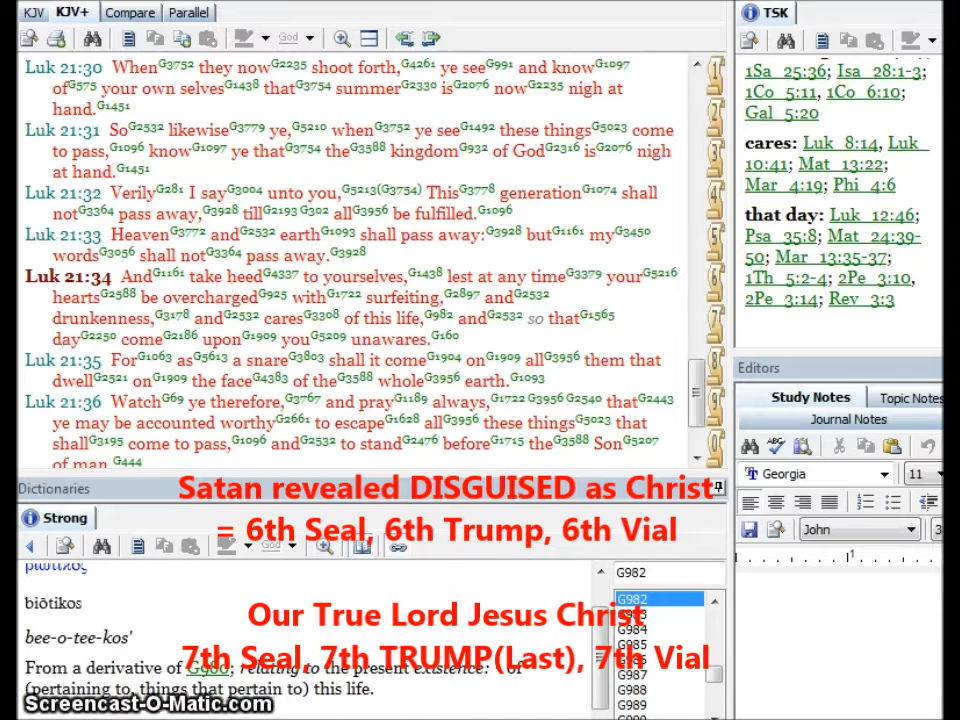 KJV KJV+ Compare Parallel
God
Luk 21:30 When G3752 they now G2235 shoot forth, G4261 ye see G991 and know G1097
of G575 your own selves G1438 that G3754 summer G2330 is G2076 now G2235 nigh at
hand. G1451
Luk 21:31 So G2532 likewise G3779 ye, G5210 when G3752 ye see G1492 these things G5023 come
to pass, G1096 know G1097 ye that G3754 the G3588 kingdom G932 of God G2316 is G2076 nigh
at hand. G1451
Luk 21:32 Verily G281 I say G3004 unto you, G5213(G3754) This G3778 generation G1074 shall
not G3364 pass away, G3928 till G2193 G302 all G3956 be fulfilled. G1096
Luk 21:33 Heaven G3772 and G2532 earth G1093 shall pass away: G3928 but G1161 my G3450
words G3056 shall not G3364 pass away. G3928
Luk 21:34 And G1161 take heed G4337 to yourselves, G1438 lest at any time G3379 your G5216
hearts G2588 be overcharged G925 with G1722 surfeiting, G2897 and G2532
drunkenness, G3178 and G2532 cares G3308 of this life, G982 and G2532 so that G1565
day G2250 come G2186 upon G1909 you G5209 unawares. G160
Luk 21:35 For G1063 as G5613 a snare G3803 shall it come G1904 on G1909 all G3956 them that
dwell G2521 on G1909 the face G4383 of the G3588 whole G3956 earth. G1093
Luk 21:36 Watch G69 ye therefore, G3767 and pray G1189 always, G1722 G3956 G2540 that G2443
ye may be accounted worthy G2661 to escape G1628 all G3956 these things G5023 that
shall G3195 come to pass, G1096 and G2532 to stand G2476 before G1715 the G3588 Son G5207
of man. G444
Satan revealed DISGUISED as Christ
= 6th Seal, 6th Trump, 6th Vial
Our True Lord Jesus Christ
7th Seal, 7th TRUMP(Last), 7th Vial
Dictionaries
Strong
God
βιωτικός
biōtikos
bee-o-tee-kos'
From a derivative of G980; relating to the present existence: - of
(pertaining to, things that pertain to) this life.
G982
G982
G983
G984
G985
G987
G988
G989
TSK
1Sa 25:36; Isa 28:1-3;
1Co 5:11, 1Co 6:10;
Gal 5:20
cares: Luk 8:14, Luk
10:41; Mat 13:22;
Mar 4:19; Phi 4:6
that day: Luk 12:46;
Psa 35:8; Mat 24:39-
50; Mar 13:35-37;
1Th 5:2-4; 2Pe 3:10,
2Pe 3:14; Rev 3:3
Editors
Study Notes Topic Notes
Journal Notes
ABC
Georgia 11
John 3
1
Screencast-O-Matic.com